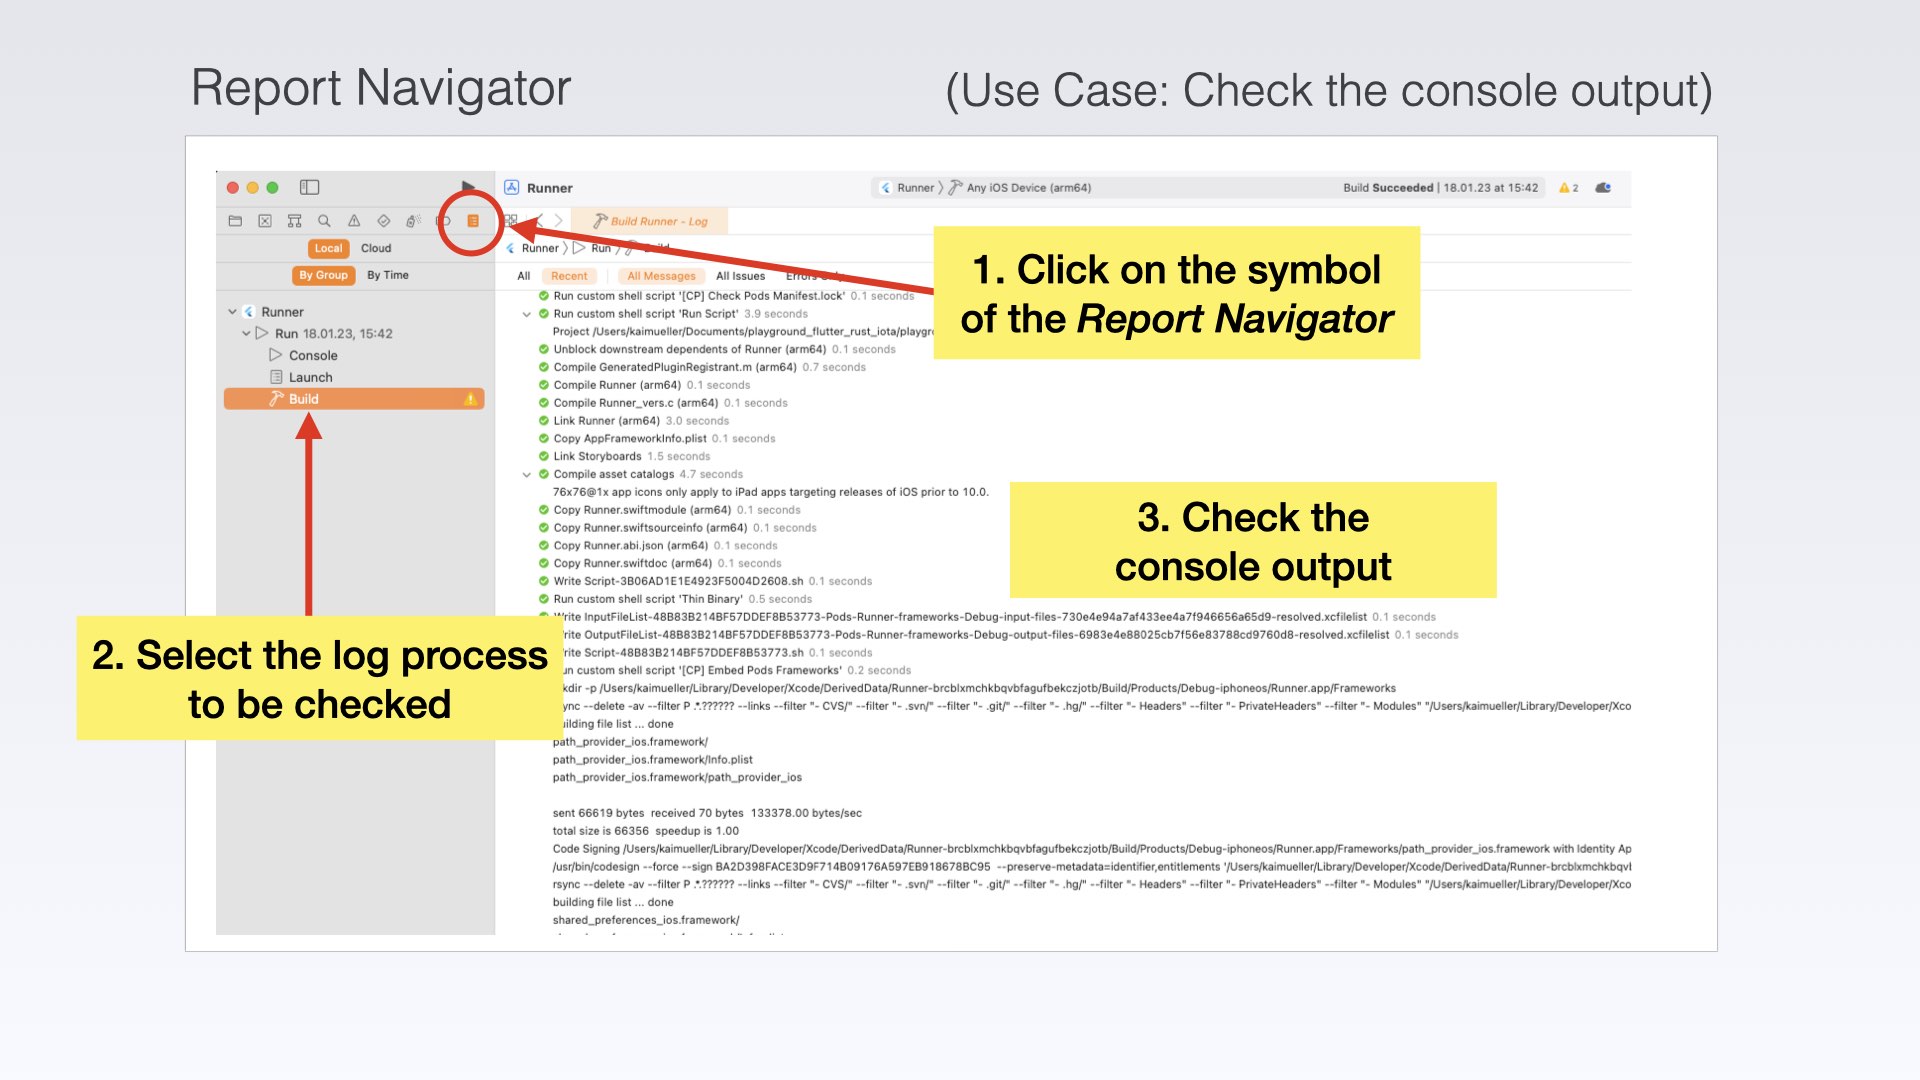 Report Navigator
(Use Case: Check the console output)
Runner
Runner 〉 Any iOS Device (arm64)
Build Succeeded | 18.01.23 at 15:42
2
Build Runner - Log
Local Cloud
Runner 〉 Run 〉
By Group By Time
All Recent All Messages All Issues
1. Click on the symbol
of the Report Navigator
Runner
Run 18.01.23, 15:42
Console
Launch
Build
Run custom shell script '[CP] Check Pods Manifest.lock' 0.1 seconds
Run custom shell script 'Run Script' 3.9 seconds
Project /Users/kaimueller/Documents/playground_flutter_rust_iota/playgro
Unblock downstream dependents of Runner (arm64) 0.1 seconds
Compile GeneratedPluginRegistrant.m (arm64) 0.7 seconds
Compile Runner (arm64) 0.1 seconds
Compile Runner_vers.c (arm64) 0.1 seconds
Link Runner (arm64) 3.0 seconds
Copy AppFrameworkInfo.plist 0.1 seconds
Link Storyboards 1.5 seconds
Compile asset catalogs 4.7 seconds
76x76@1x app icons only apply to iPad apps targeting releases of iOS prior to 10.0.
Copy Runner.swiftmodule (arm64) 0.1 seconds
Copy Runner.swiftsourceinfo (arm64) 0.1 seconds
Copy Runner.abi.json (arm64) 0.1 seconds
Copy Runner.swiftdoc (arm64) 0.1 seconds
Write Script-3B06AD1E1E4923F5004D2608.sh 0.1 seconds
Run custom shell script 'Thin Binary' 0.5 seconds
3. Check the
console output
Write InputFileList-48B83B214BF57DDEF8B53773-Pods-Runner-frameworks-Debug-input-files-730e4e94a7af433ee4a7f946656a65d9-resolved.xcfilelist 0.1 seconds
rite OutputFileList-48B83B214BF57DDEF8B53773-Pods-Runner-frameworks-Debug-output-files-6983e4e88025cb7f56e83788cd9760d8-resolved.xcfilelist 0.1 seconds
rite Script-48B83B214BF57DDEF8B53773.sh 0.1 seconds
un custom shell script '[CP] Embed Pods Frameworks' 0.2 seconds
kdir -p /Users/kaimueller/Library/Developer/Xcode/DerivedData/Runner-brcblxmchkbqvbfagufbekczjotb/Build/Products/Debug-iphoneos/Runner.app/Frameworks
ync --delete -av --filter P .*.?????? --links --filter "- CVS/" --filter "- .svn/" --filter "- .git/" --filter "- .hg/" --filter "- Headers" --filter "- PrivateHeaders" --filter "- Modules" "/Users/kaimueller/Library/Developer/Xco
uilding file list ... done
2. Select the log process
to be checked
path_provider_ios.framework/
path_provider_ios.framework/Info.plist
path_provider_ios.framework/path_provider_ios
sent 66619 bytes received 70 bytes 133378.00 bytes/sec
total size is 66356 speedup is 1.00
Code Signing /Users/kaimueller/Library/Developer/Xcode/DerivedData/Runner-brcblxmchkbqvbfagufbekczjotb/Build/Products/Debug-iphoneos/Runner.app/Frameworks/path_provider_ios.framework with Identity Ap
/usr/bin/codesign --force --sign BA2D398FACE3D9F714B09176A597EB918678BC95 --preserve-metadata=identifier,entitlements '/Users/kaimueller/Library/Developer/Xcode/DerivedData/Runner-brcblxmchkbqvl
rsync --delete -av --filter P .*.?????? --links --filter "- CVS/" --filter "- .svn/" --filter "- .git/" --filter "- .hg/" --filter "- Headers" --filter "- PrivateHeaders" --filter "- Modules" "/Users/kaimueller/Library/Developer/Xco
building file list ... done
shared_preferences_ios.framework/